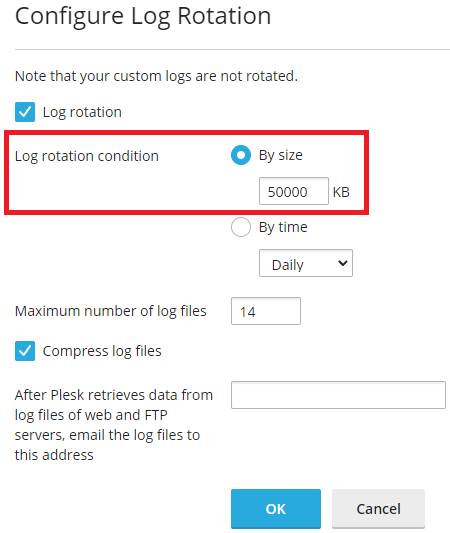 Configure Log Rotation
Note that your custom logs are not rotated.
Log rotation
Log rotation condition
By size
50000 KB
By time
Daily
Maximum number of log files
14
Compress log files
After Plesk retrieves data from
log files of web and FTP
servers, email the log files to
this address
OK
Cancel